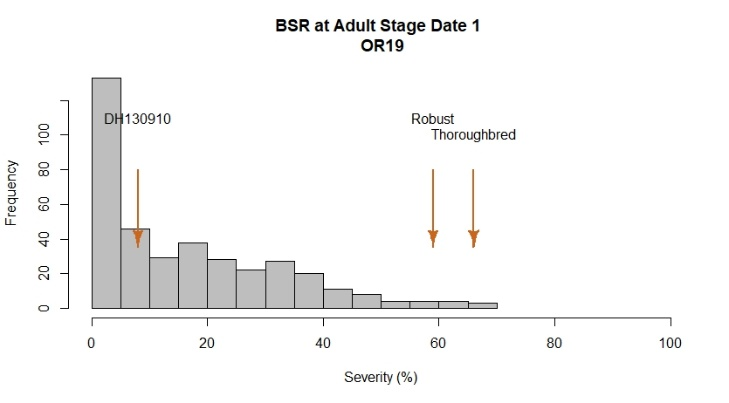 BSR at Adult Stage Date 1
OR19
DH130910
Robust
Thoroughbred
Frequency
0
20
40
60
80
100
0
20
40
60
80
100
Severity (%)